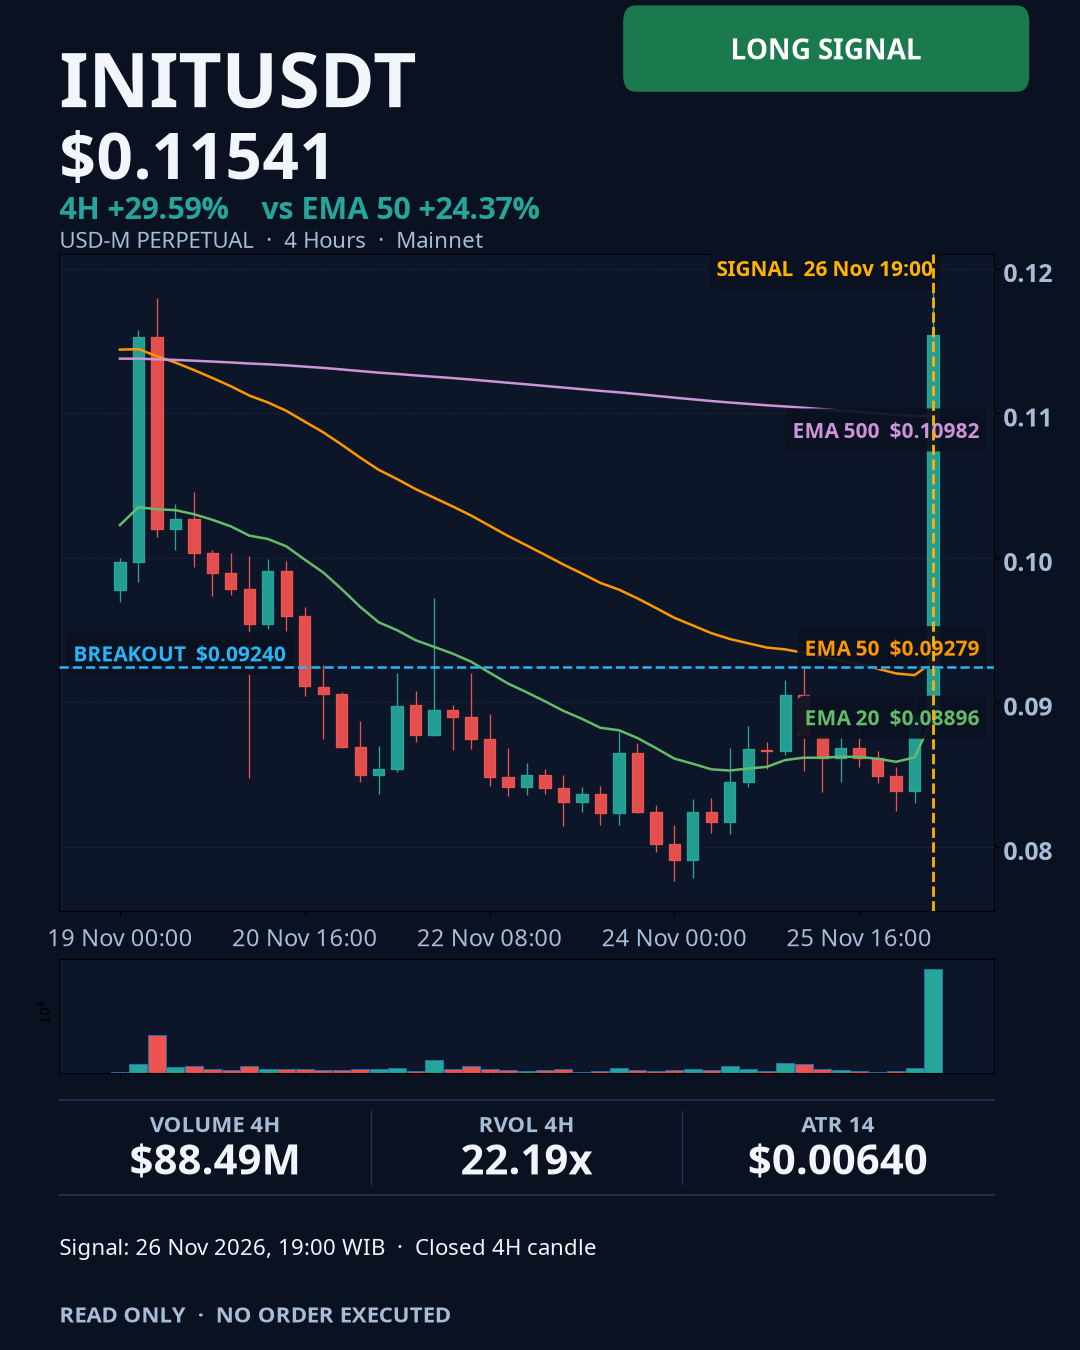 LONG SIGNAL
INITUSDT
$0.11541
4H +29.59% vs EMA 50 +24.37%
USD-M PERPETUAL · 4 Hours · Mainnet
SIGNAL 26 Nov 19:00
0.12
0.11
EMA 500 $0.10982
0.10
BREAKOUT $0.09240
EMA 50 $0.09279
0.09
EMA 20 $0.08896
0.08
19 Nov 00:00 20 Nov 16:00 22 Nov 08:00 24 Nov 00:00 25 Nov 16:00
10⁶
VOLUME 4H RVOL 4H ATR 14
$88.49M 22.19x $0.00640
Signal: 26 Nov 2026, 19:00 WIB · Closed 4H candle
READ ONLY · NO ORDER EXECUTED